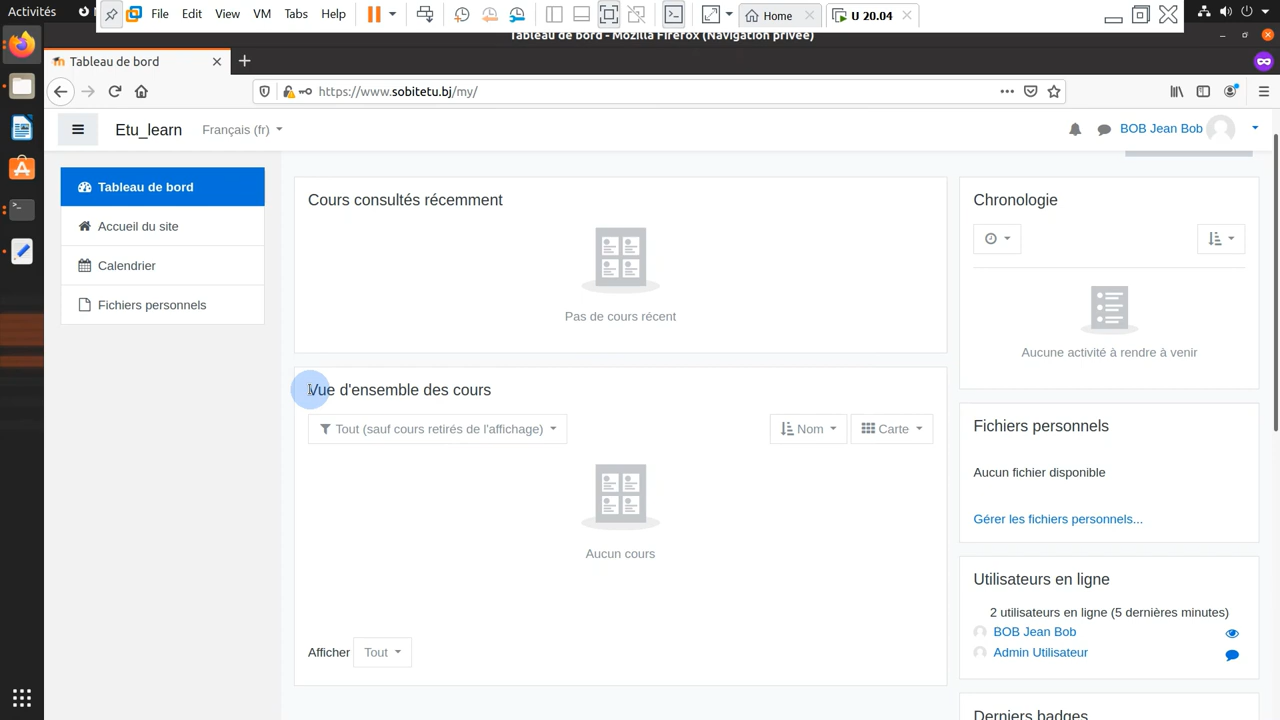 Activités
File Edit View VM Tabs Help
Home
U 20.04
Tableau de bord - Mozilla Firefox (Navigation privée)
Tableau de bord
https://www.sobitetu.bj/my/
Etu_learn
Français (fr)
BOB Jean Bob
Tableau de bord
Accueil du site
Calendrier
Fichiers personnels
Cours consultés récemment
Pas de cours récent
Vue d'ensemble des cours
Tout (sauf cours retirés de l'affichage)
Nom
Carte
Aucun cours
Afficher Tout
Chronologie
Aucune activité à rendre à venir
Fichiers personnels
Aucun fichier disponible
Gérer les fichiers personnels...
Utilisateurs en ligne
2 utilisateurs en ligne (5 dernières minutes)
BOB Jean Bob
Admin Utilisateur
Derniers badges